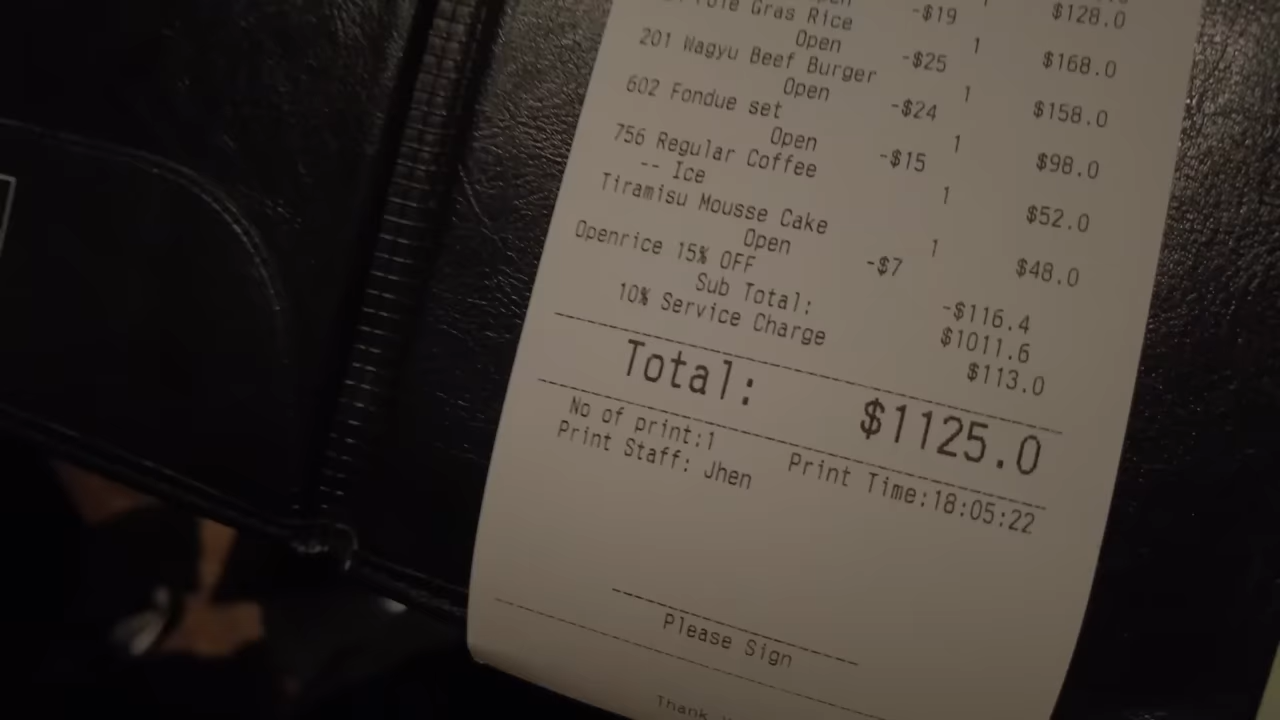 -$19 1 $128.0
Gras Rice
Open -$25 1 $168.0
201 Wagyu Beef Burger
Open -$24 1 $158.0
602 Fondue set
Open -$15 1 $98.0
756 Regular Coffee 1 $52.0
-- Ice
Tiramisu Mousse Cake 1 $48.0
Open -$7
Openrice 15% OFF -$116.4
Sub Total: $1011.6
10% Service Charge $113.0
Total: $1125.0
No of print:1 Print Time:18:05:22
Print Staff: Jhen
Please Sign
Thank